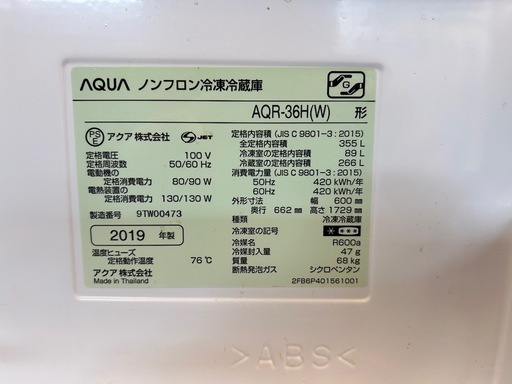 AQUA ノンフロン冷凍冷蔵庫
G
AQR-36H(W) 形
PS E アクア株式会社 S-JET
定格電圧 100 V
定格周波数 50/60 Hz
電動機の
定格消費電力 80/90 W
電熱装置の
定格消費電力 130/130 W
製造番号 9TW00473
2019 年製
温度ヒューズ
定格動作温度 76℃
アクア株式会社
Made in Thailand
定格内容積 (JIS C 9801-3 : 2015)
全定格内容積 355 L
冷凍室の定格内容積 89 L
冷蔵室の定格内容積 266 L
消費電力量 (JIS C 9801-3 : 2015)
50Hz 420 kWh/年
60Hz 420 kWh/年
外形寸法 幅 600 mm
奥行 662 mm 高さ 1729 mm
種類 冷凍冷蔵庫
冷凍室の記号
冷媒名 R600a
冷媒封入量 47 g
質量 68 kg
断熱発泡ガス シクロペンタン
2FB6P401561001
>ABS<